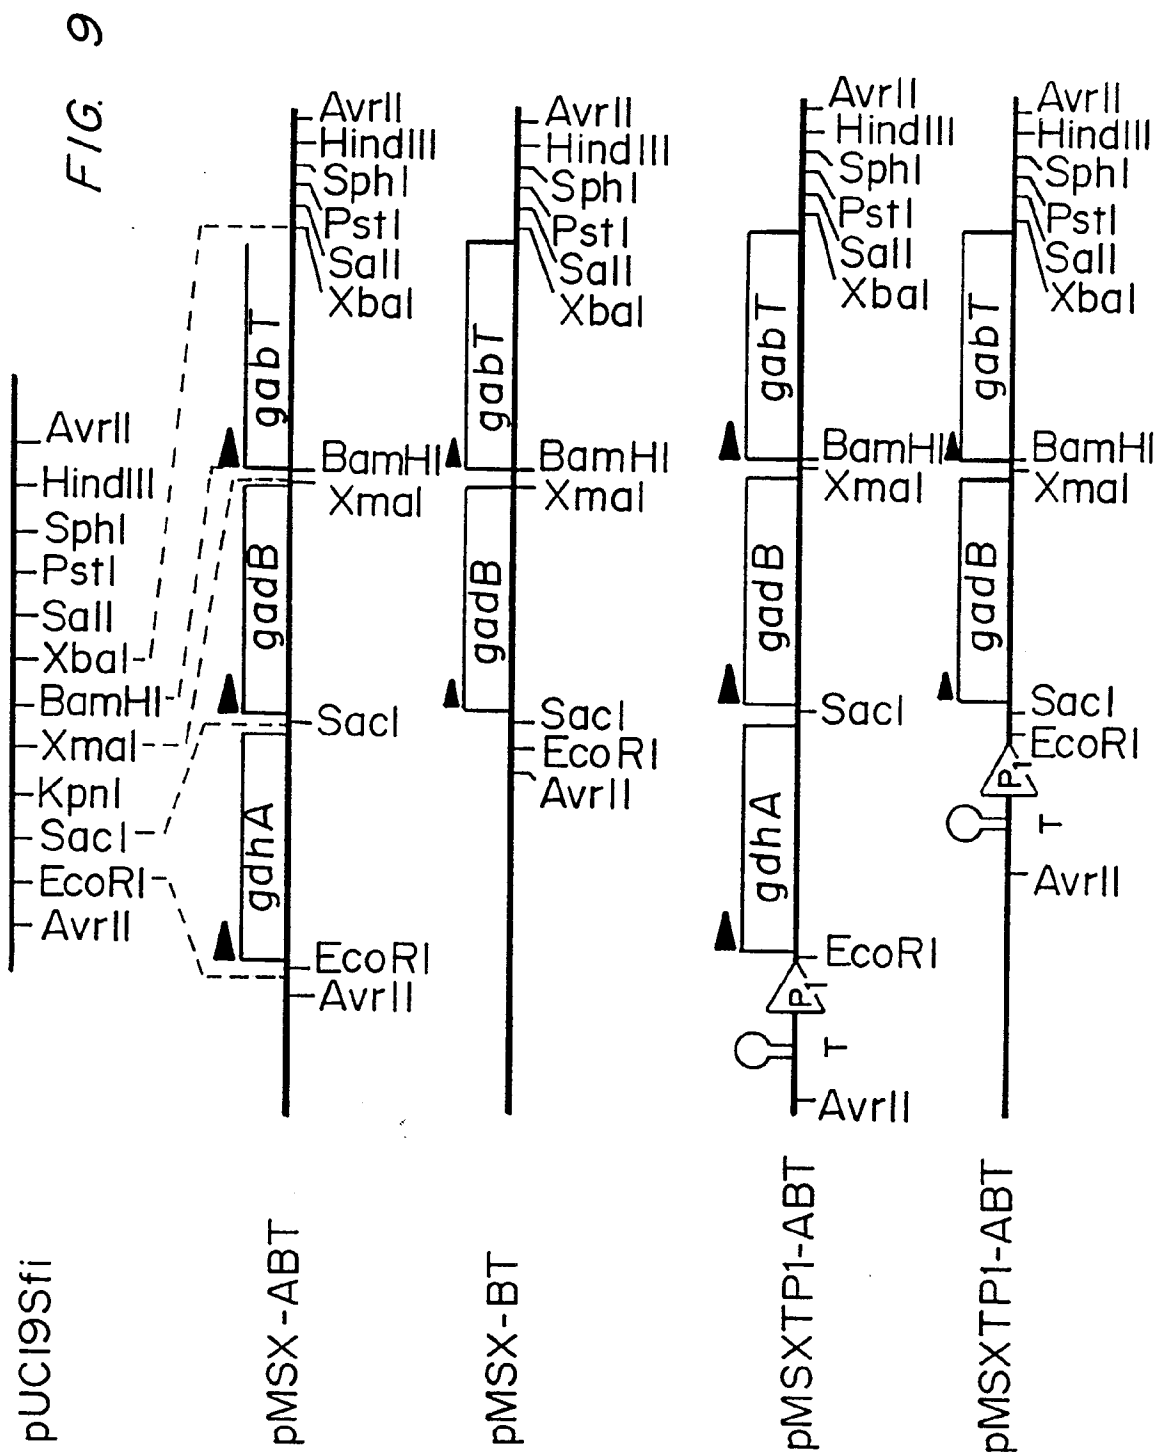 FIG. 9
pUC19Sfi
AvrII
EcoRI
SacI
KpnI
XmaI
BamHI
XbaI
SalI
PstI
SphI
HindIII
AvrII
pMSX-ABT
gdhA
gadB
gabT
AvrII
EcoRI
SacI
XmaI
BamHI
XbaI
SalI
PstI
SphI
HindIII
AvrII
pMSX-BT
gadB
gabT
AvrII
EcoRI
SacI
XmaI
BamHI
XbaI
SalI
PstI
SphI
HindIII
AvrII
pMSXTP1-ABT
gdhA
gadB
gabT
AvrII
T
P1
EcoRI
SacI
XmaI
BamHI
XbaI
SalI
PstI
SphI
HindIII
AvrII
pMSXTP1-ABT
gadB
gabT
AvrII
T
P1
EcoRI
SacI
XmaI
BamHI
XbaI
SalI
PstI
SphI
HindIII
AvrII